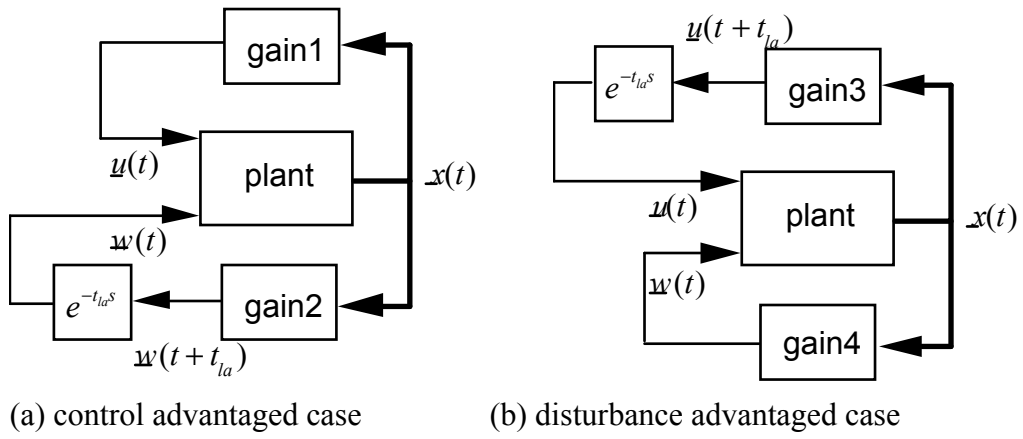 gain1
u(t)
plant
x(t)
w(t)
e^{-t_{la}s}
gain2
w(t + t_{la})
(a) control advantaged case
u(t + t_{la})
e^{-t_{la}s}
gain3
u(t)
plant
x(t)
w(t)
gain4
(b) disturbance advantaged case